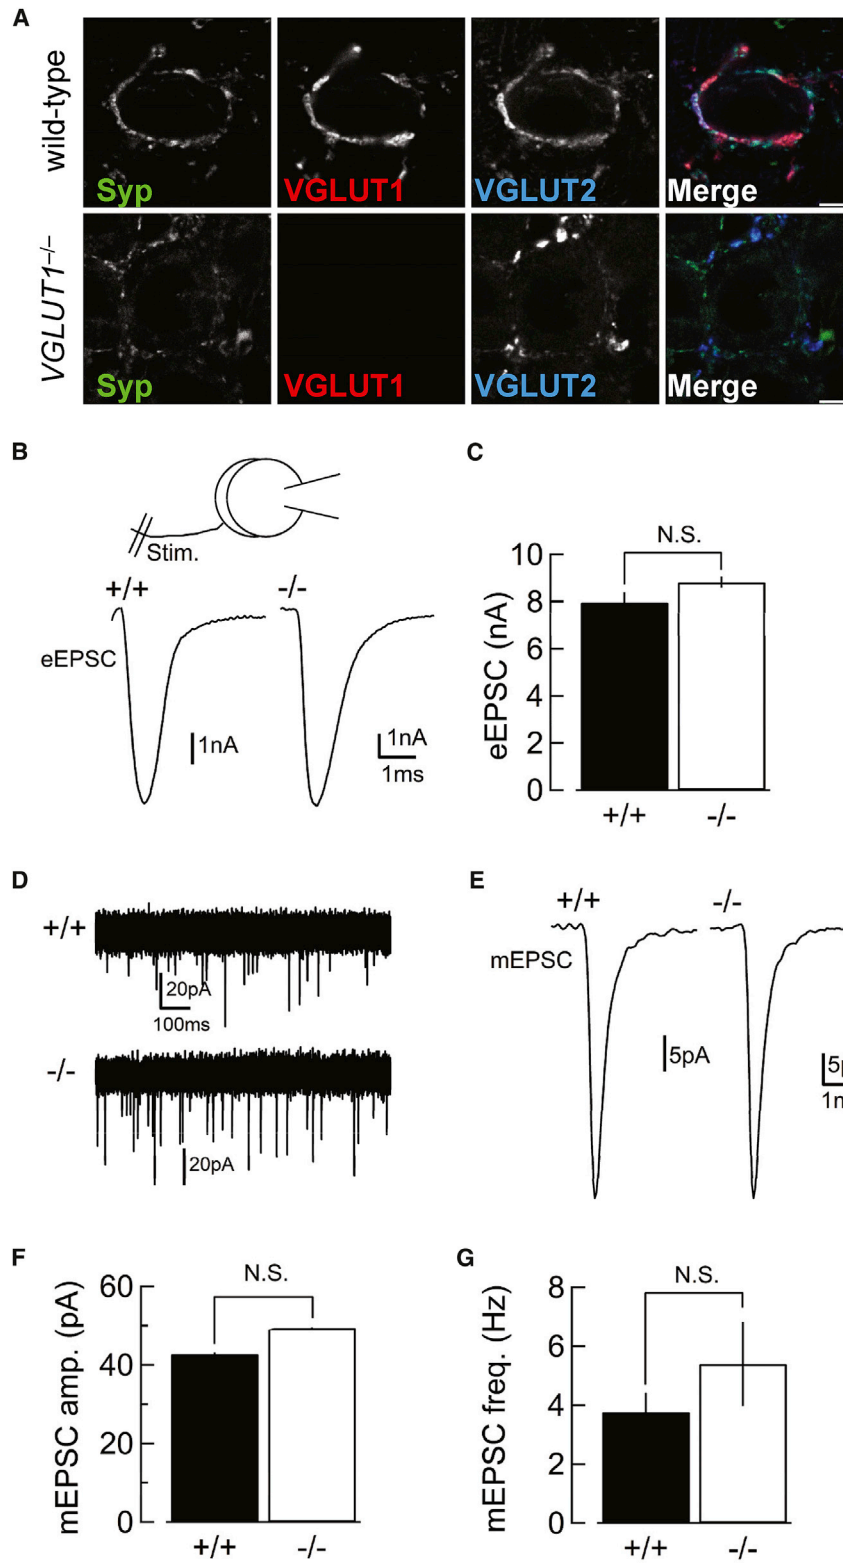 A
wild-type
Syp
VGLUT1
VGLUT2
Merge
VGLUT1−/−
Syp
VGLUT1
VGLUT2
Merge
B
Stim.
+/+
-/-
eEPSC
1nA
1nA
1ms
C
N.S.
eEPSC (nA)
10
8
6
4
2
0
+/+
-/-
D
+/+
20pA
100ms
-/-
20pA
E
+/+
-/-
mEPSC
5pA
F
N.S.
mEPSC amp. (pA)
60
40
20
0
+/+
-/-
G
N.S.
mEPSC freq. (Hz)
8
6
4
2
0
+/+
-/-